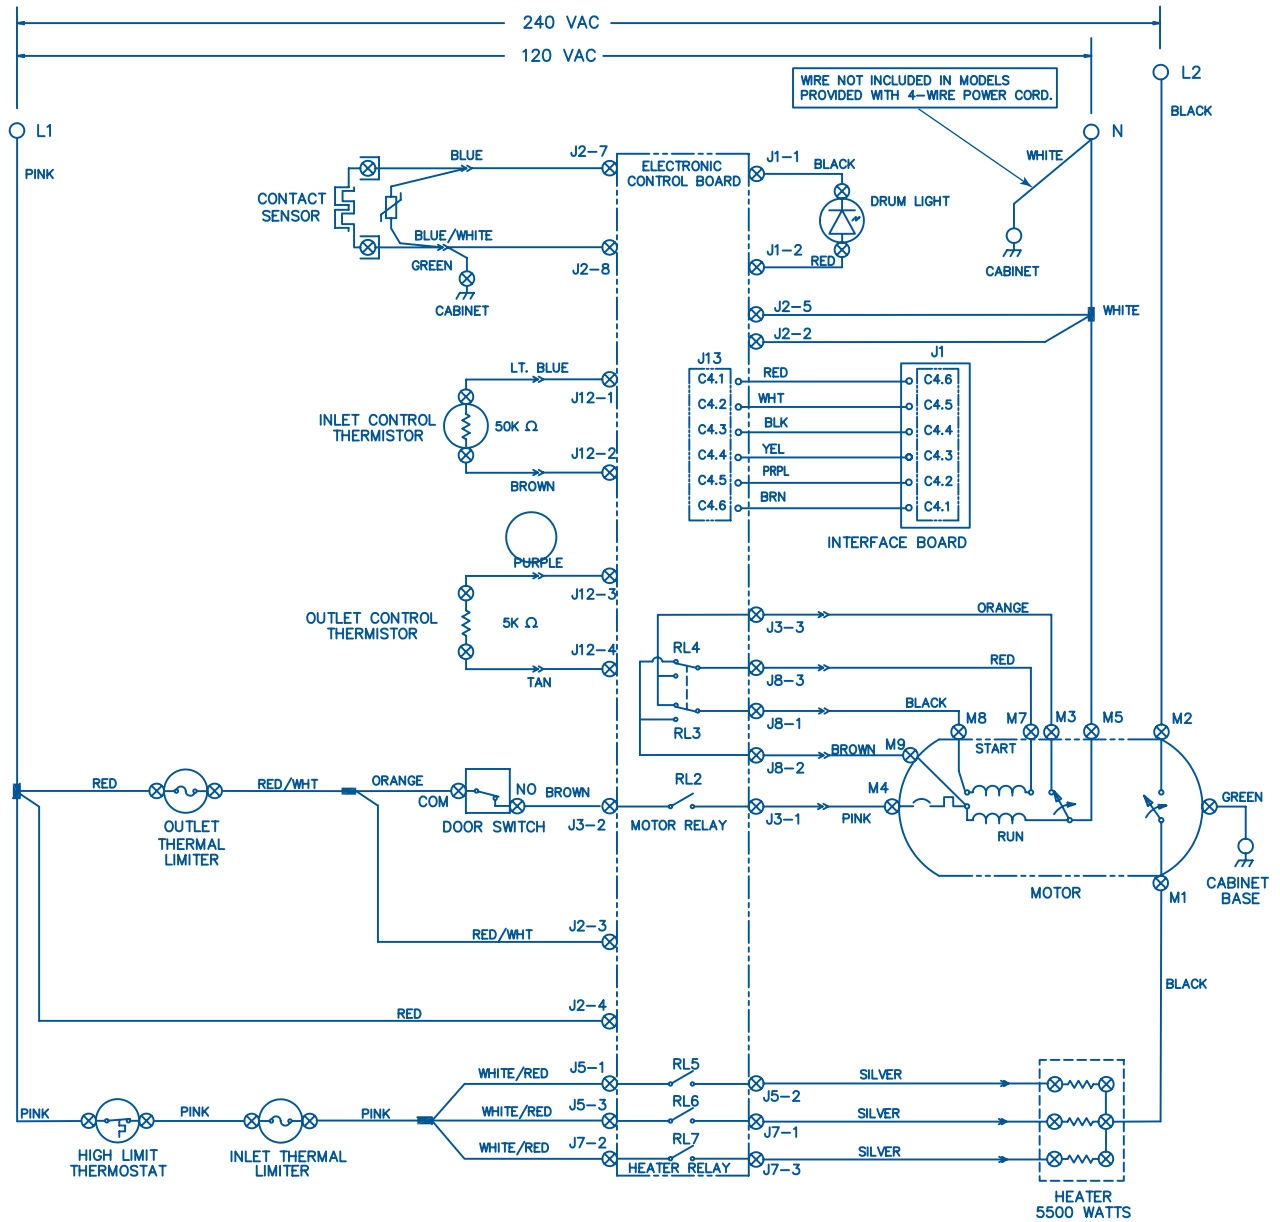 240 VAC
120 VAC
WIRE NOT INCLUDED IN MODELS
PROVIDED WITH 4-WIRE POWER CORD.
L1
L2
N
PINK
BLACK
WHITE
CABINET
WHITE
CONTACT
SENSOR
BLUE
BLUE/WHITE
GREEN
CABINET
J2-7
J2-8
ELECTRONIC
CONTROL BOARD
J1-1
BLACK
DRUM LIGHT
J1-2
RED
J2-5
J2-2
INLET CONTROL
THERMISTOR
LT. BLUE
50K Ω
BROWN
J12-1
J12-2
J13
C4.1
C4.2
C4.3
C4.4
C4.5
C4.6
RED
WHT
BLK
YEL
PRPL
BRN
J1
C4.6
C4.5
C4.4
C4.3
C4.2
C4.1
INTERFACE BOARD
OUTLET CONTROL
THERMISTOR
PURPLE
5K Ω
TAN
J12-3
J12-4
RL4
RL3
J3-3
J8-3
J8-1
J8-2
ORANGE
RED
BLACK
BROWN
M9
M8
M7
M3
M5
M2
START
RUN
M4
PINK
MOTOR
M1
GREEN
CABINET
BASE
RED
OUTLET
THERMAL
LIMITER
RED/WHT
ORANGE
COM
NO
BROWN
DOOR SWITCH
J3-2
RL2
MOTOR RELAY
J3-1
RED/WHT
J2-3
RED
J2-4
BLACK
PINK
HIGH LIMIT
THERMOSTAT
PINK
INLET THERMAL
LIMITER
PINK
WHITE/RED
WHITE/RED
WHITE/RED
J5-1
J5-3
J7-2
RL5
RL6
RL7
HEATER RELAY
J5-2
J7-1
J7-3
SILVER
SILVER
SILVER
HEATER
5500 WATTS